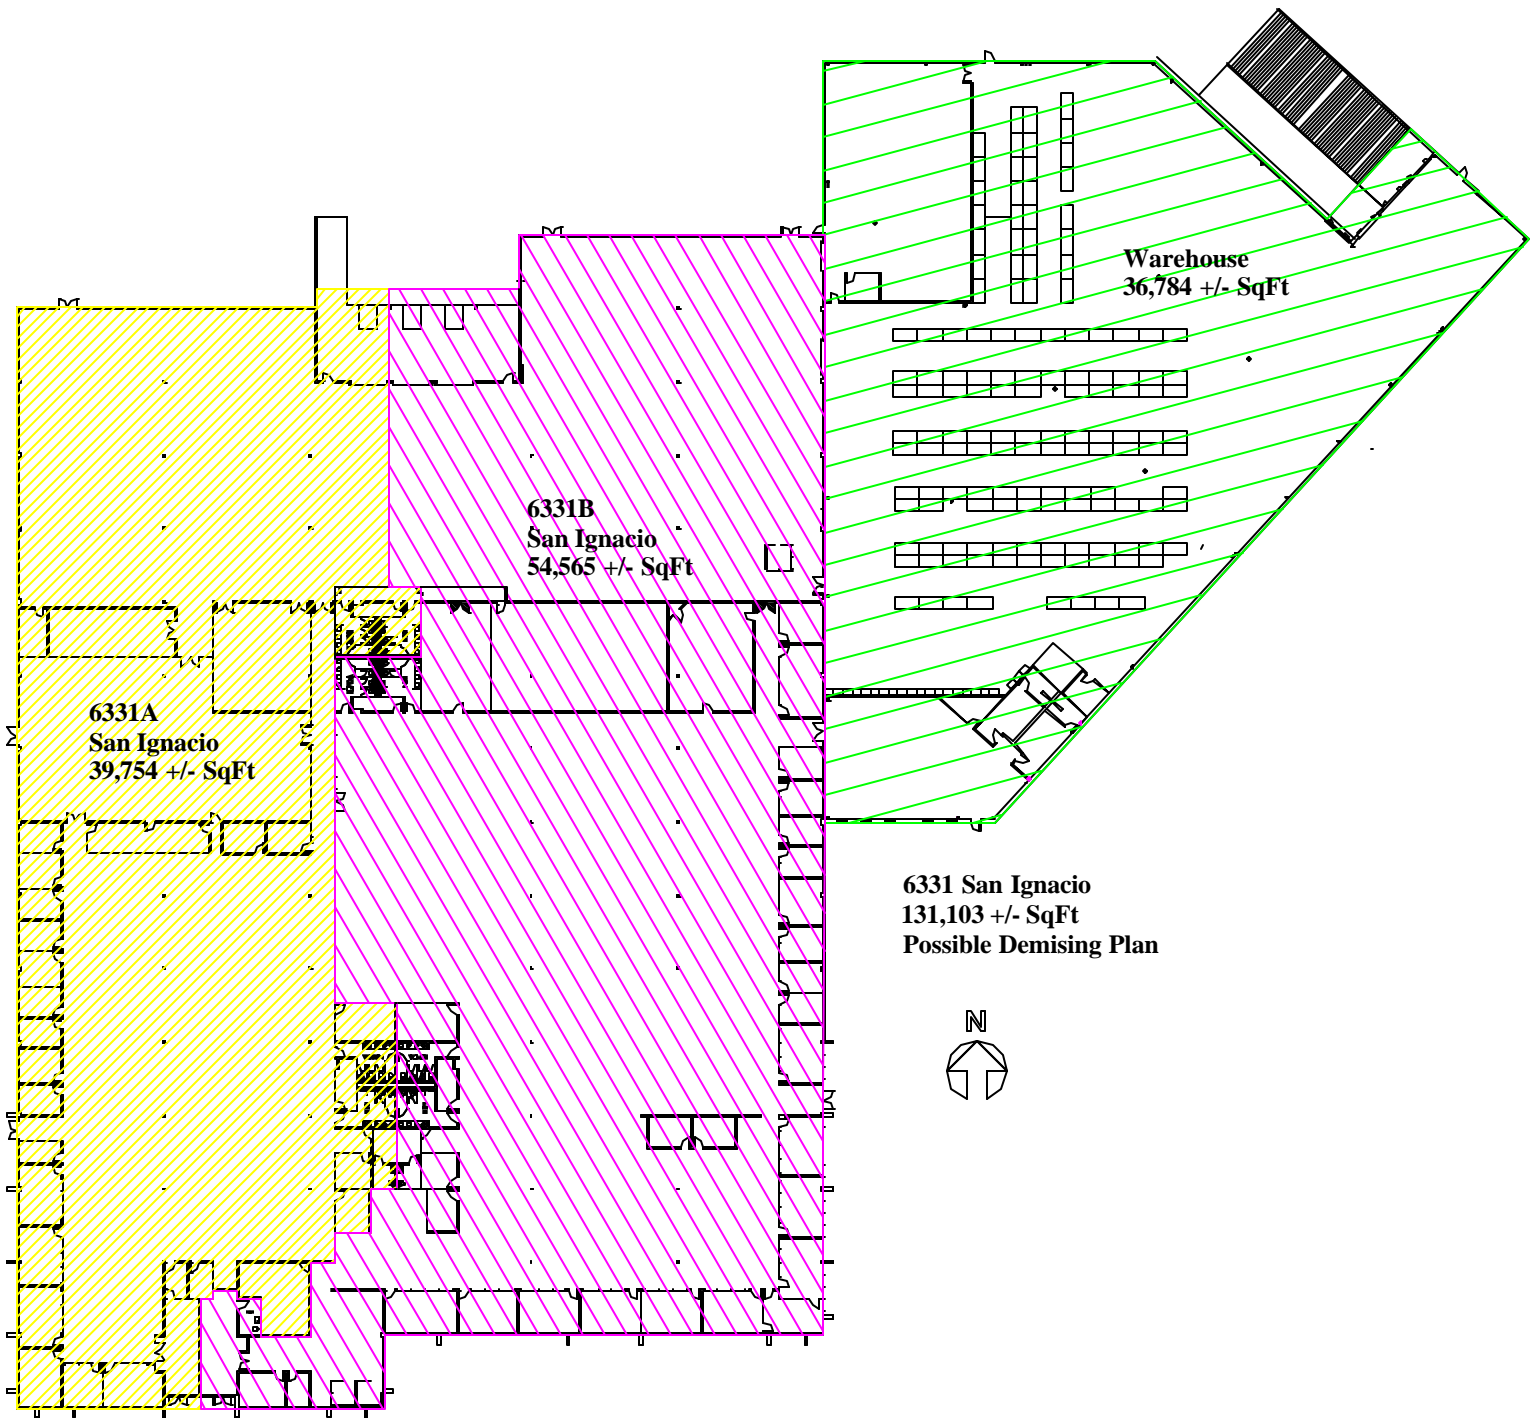 Warehouse
36,784 +/- SqFt
6331B
San Ignacio
54,565 +/- SqFt
6331A
San Ignacio
39,754 +/- SqFt
6331 San Ignacio
131,103 +/- SqFt
Possible Demising Plan
N